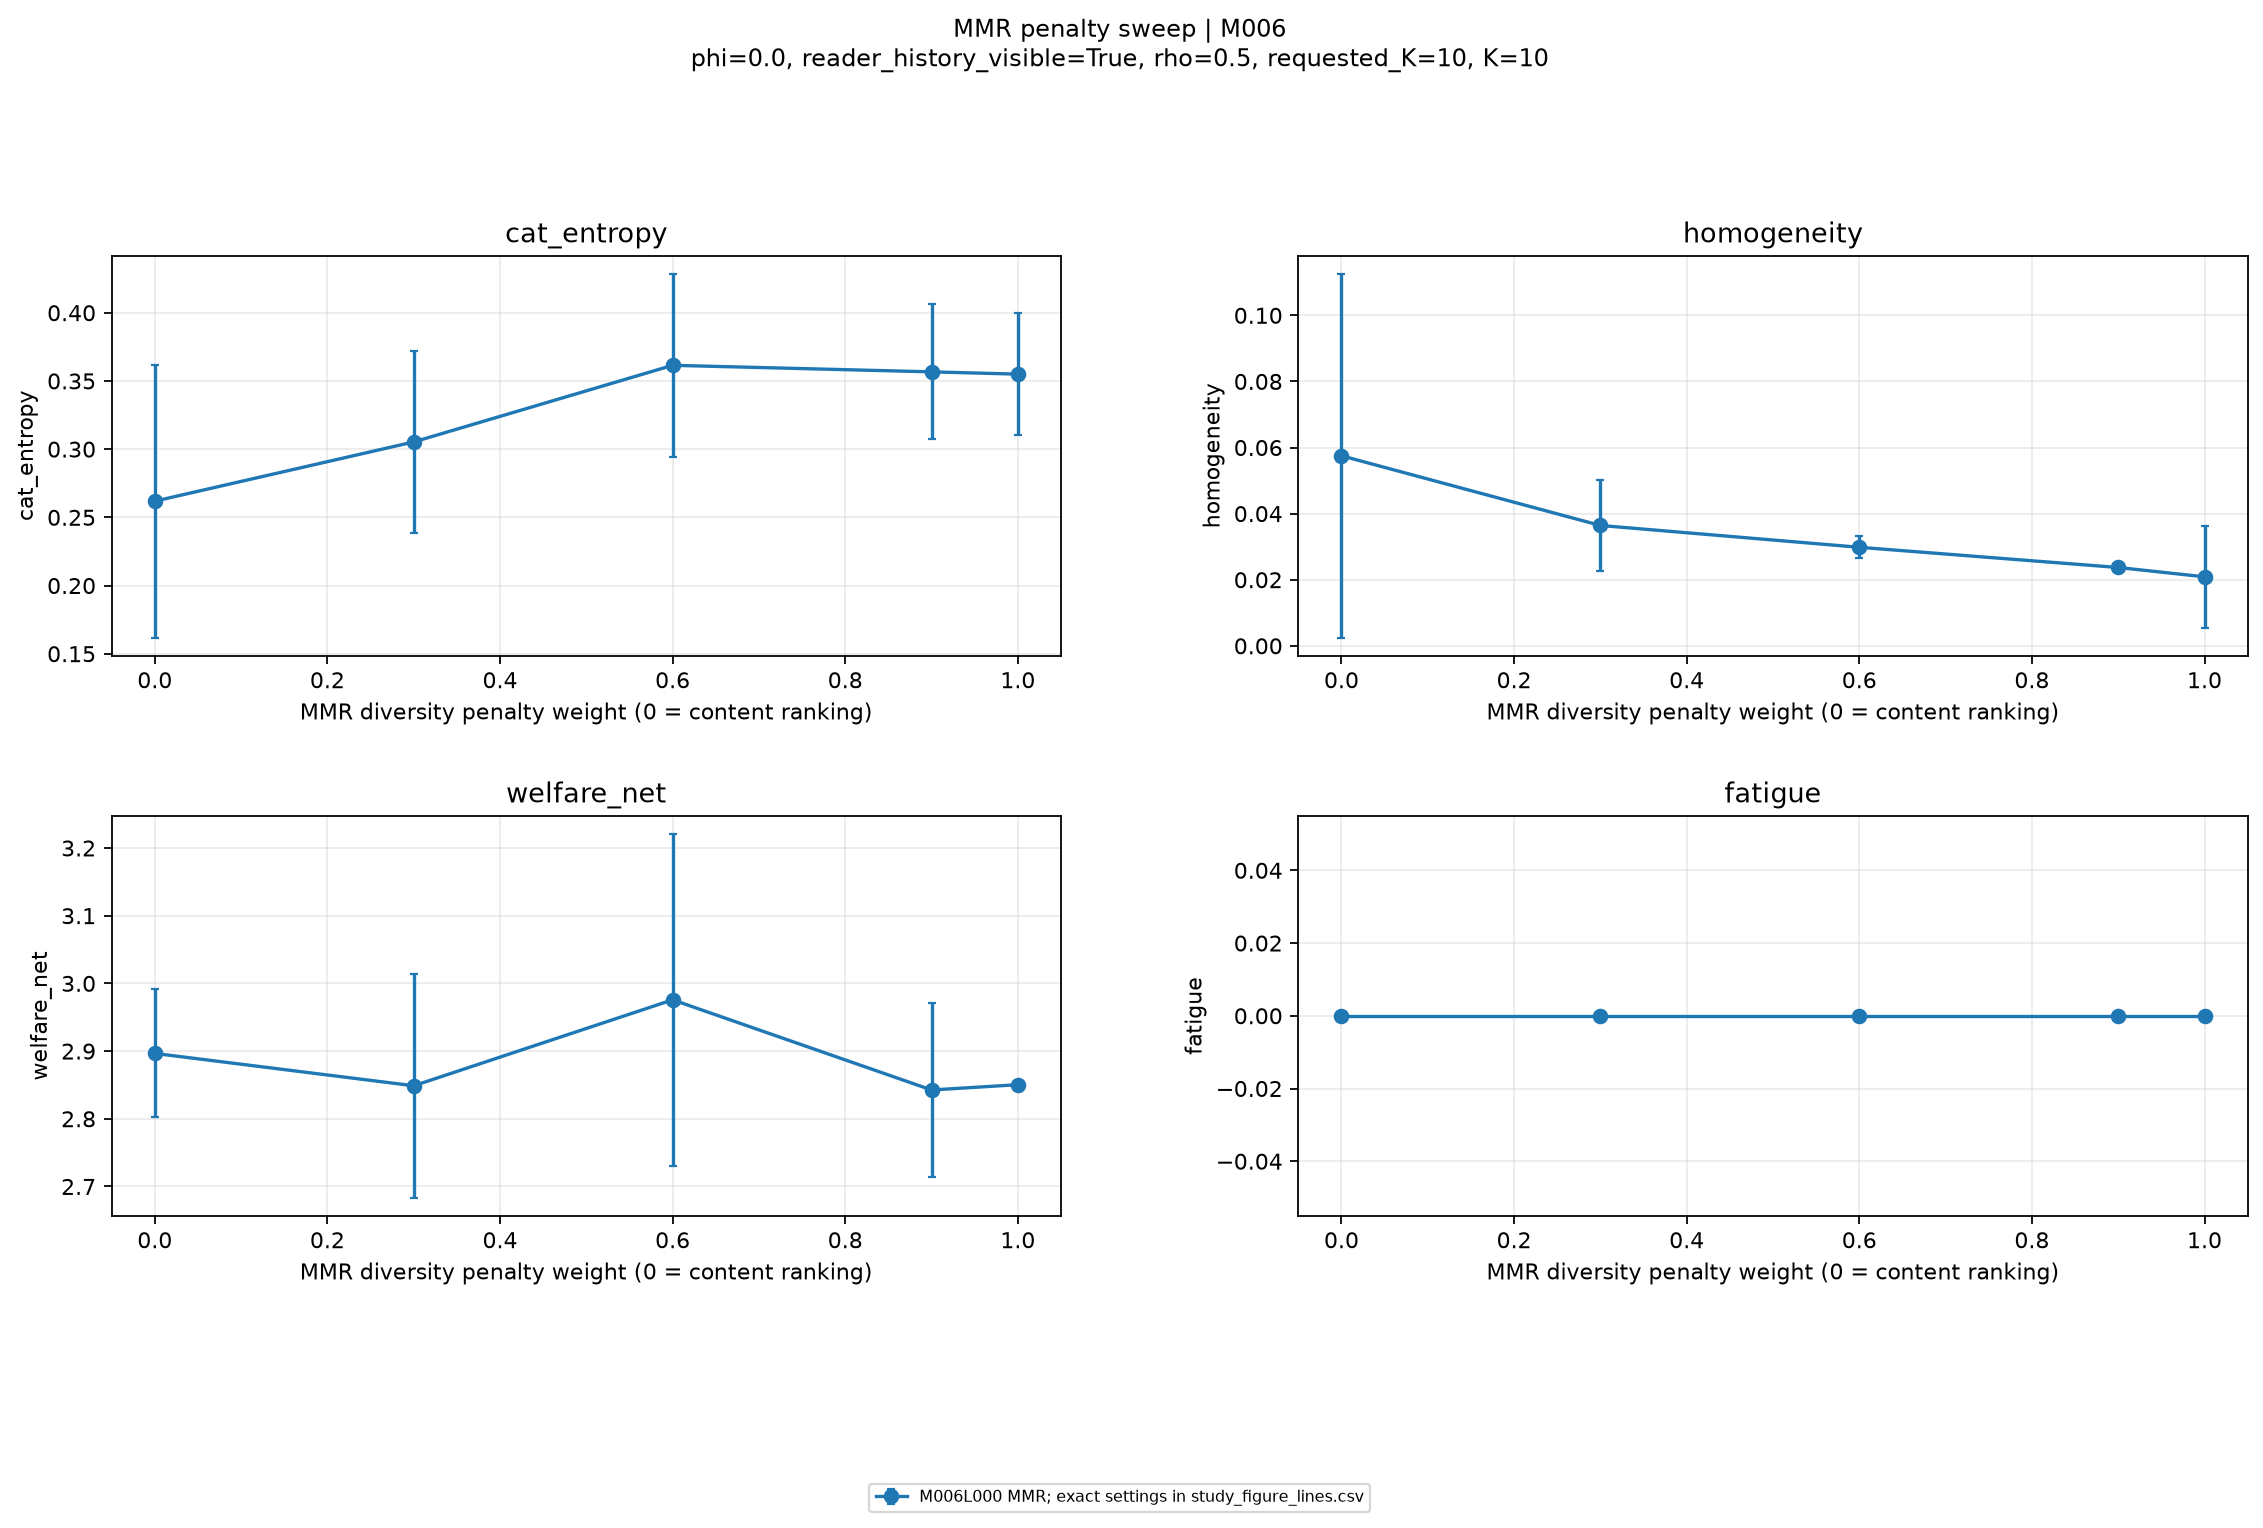 MMR penalty sweep | M006
phi=0.0, reader_history_visible=True, rho=0.5, requested_K=10, K=10
cat_entropy
cat_entropy
0.40
0.35
0.30
0.25
0.20
0.15
0.0 0.2 0.4 0.6 0.8 1.0
MMR diversity penalty weight (0 = content ranking)
homogeneity
homogeneity
0.10
0.08
0.06
0.04
0.02
0.00
0.0 0.2 0.4 0.6 0.8 1.0
MMR diversity penalty weight (0 = content ranking)
welfare_net
welfare_net
3.2
3.1
3.0
2.9
2.8
2.7
0.0 0.2 0.4 0.6 0.8 1.0
MMR diversity penalty weight (0 = content ranking)
fatigue
fatigue
0.04
0.02
0.00
−0.02
−0.04
0.0 0.2 0.4 0.6 0.8 1.0
MMR diversity penalty weight (0 = content ranking)
M006L000 MMR; exact settings in study_figure_lines.csv